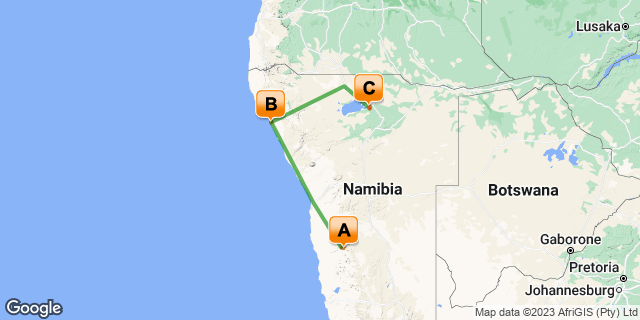 Lusaka
C
B
Namibia
Botswana
A
Gaborone
Pretoria
Johannesburg
Google
Map data ©2023 AfriGIS (Pty) Ltd